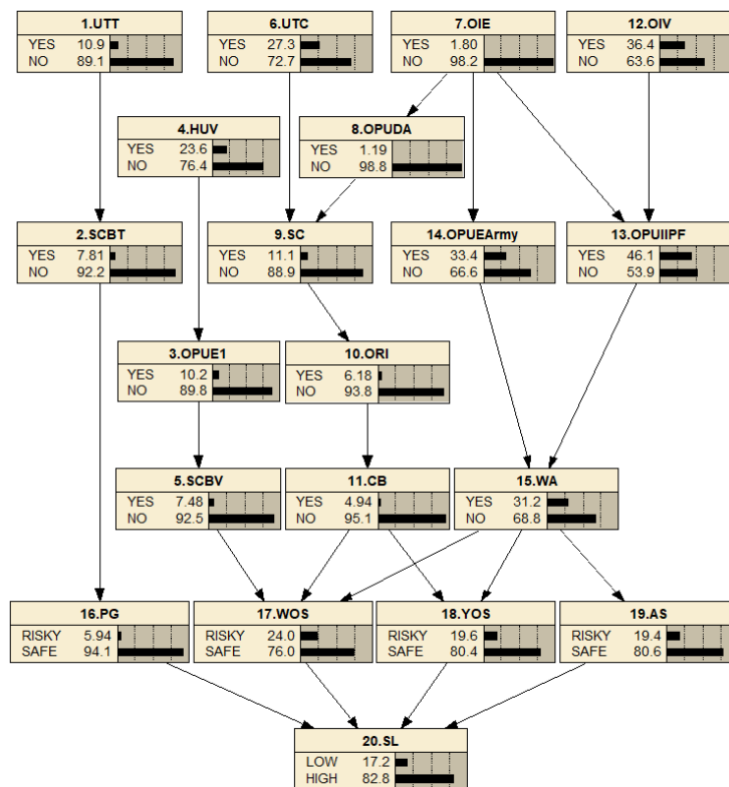 1.UTT
YES 10.9
NO 89.1
6.UTC
YES 27.3
NO 72.7
7.OIE
YES 1.80
NO 98.2
12.OIV
YES 36.4
NO 63.6
4.HUV
YES 23.6
NO 76.4
8.OPUDA
YES 1.19
NO 98.8
2.SCBT
YES 7.81
NO 92.2
9.SC
YES 11.1
NO 88.9
14.OPUEArmy
YES 33.4
NO 66.6
13.OPUIIPF
YES 46.1
NO 53.9
3.OPUE1
YES 10.2
NO 89.8
10.ORI
YES 6.18
NO 93.8
5.SCBV
YES 7.48
NO 92.5
11.CB
YES 4.94
NO 95.1
15.WA
YES 31.2
NO 68.8
16.PG
RISKY 5.94
SAFE 94.1
17.WOS
RISKY 24.0
SAFE 76.0
18.YOS
RISKY 19.6
SAFE 80.4
19.AS
RISKY 19.4
SAFE 80.6
20.SL
LOW 17.2
HIGH 82.8